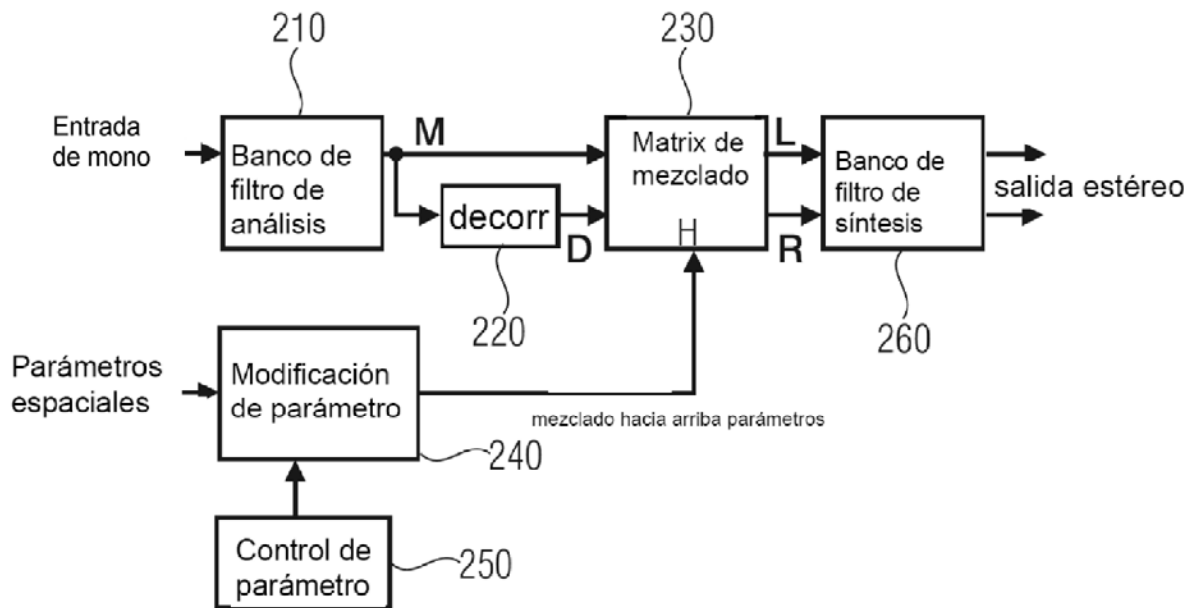 210
230
Entrada
de mono
Banco de
filtro de
análisis
M
decorr
D
220
Matrix de
mezclado
H
L
R
Banco de
filtro de
síntesis
salida estéreo
260
Parámetros
espaciales
Modificación
de parámetro
mezclado hacia arriba parámetros
240
Control de
parámetro
250